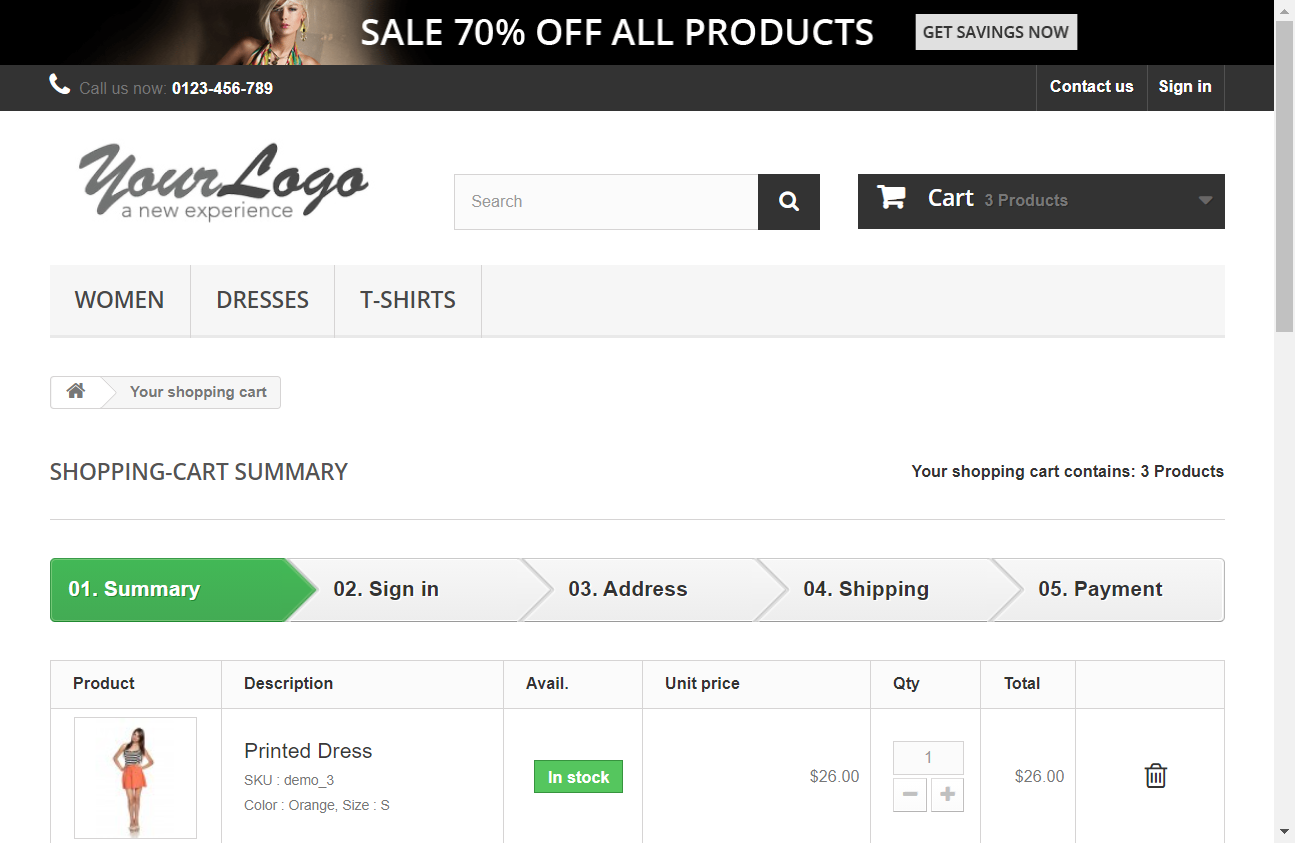 SALE 70% OFF ALL PRODUCTS GET SAVINGS NOW
Call us now: 0123-456-789 Contact us Sign in
YourLogo
a new experience
Search
Cart 3 Products
WOMEN DRESSES T-SHIRTS
Your shopping cart
SHOPPING-CART SUMMARY
Your shopping cart contains: 3 Products
01. Summary 02. Sign in 03. Address 04. Shipping 05. Payment
Product Description Avail. Unit price Qty Total
Printed Dress
SKU : demo_3
Color : Orange, Size : S
In stock
$26.00
1
$26.00